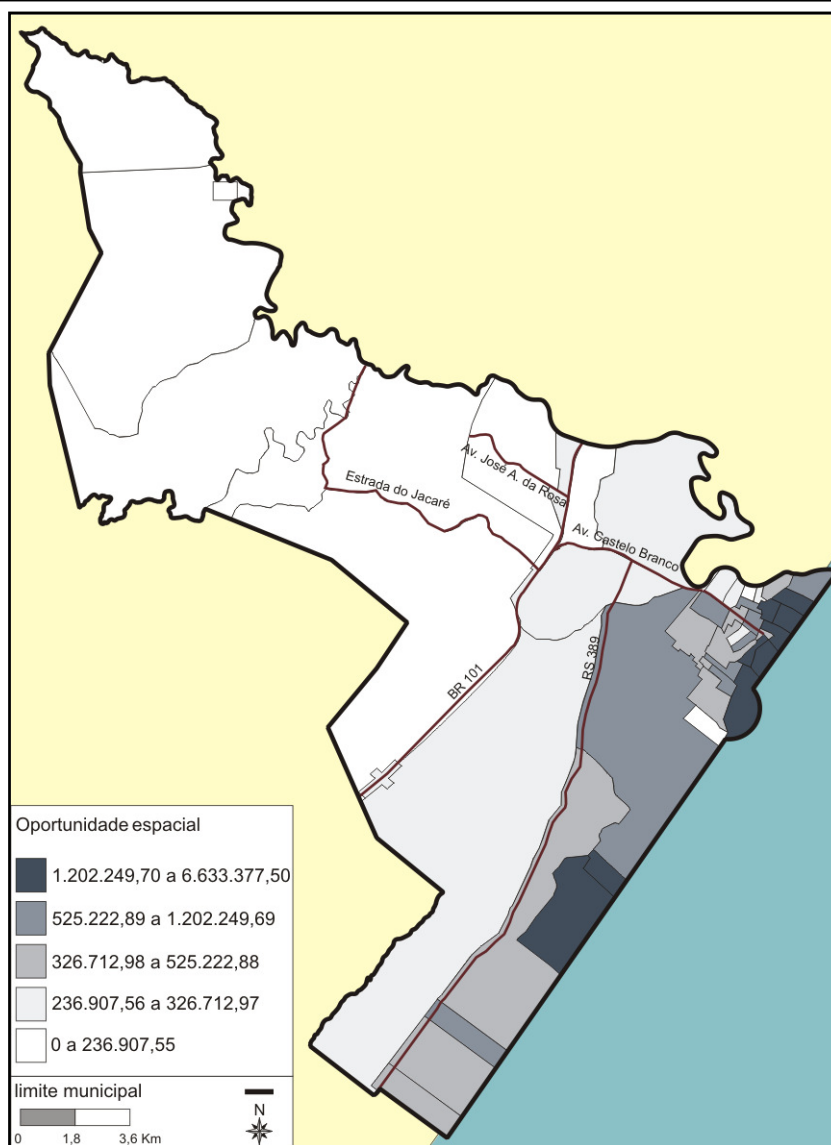 Av. José A. da Rosa
Estrada do Jacaré
Av. Castelo Branco
RS 389
BR 101
Oportunidade espacial
1.202.249,70 a 6.633.377,50
525.222,89 a 1.202.249,69
326.712,98 a 525.222,88
236.907,56 a 326.712,97
0 a 236.907,55
limite municipal
N
0 1,8 3,6 Km